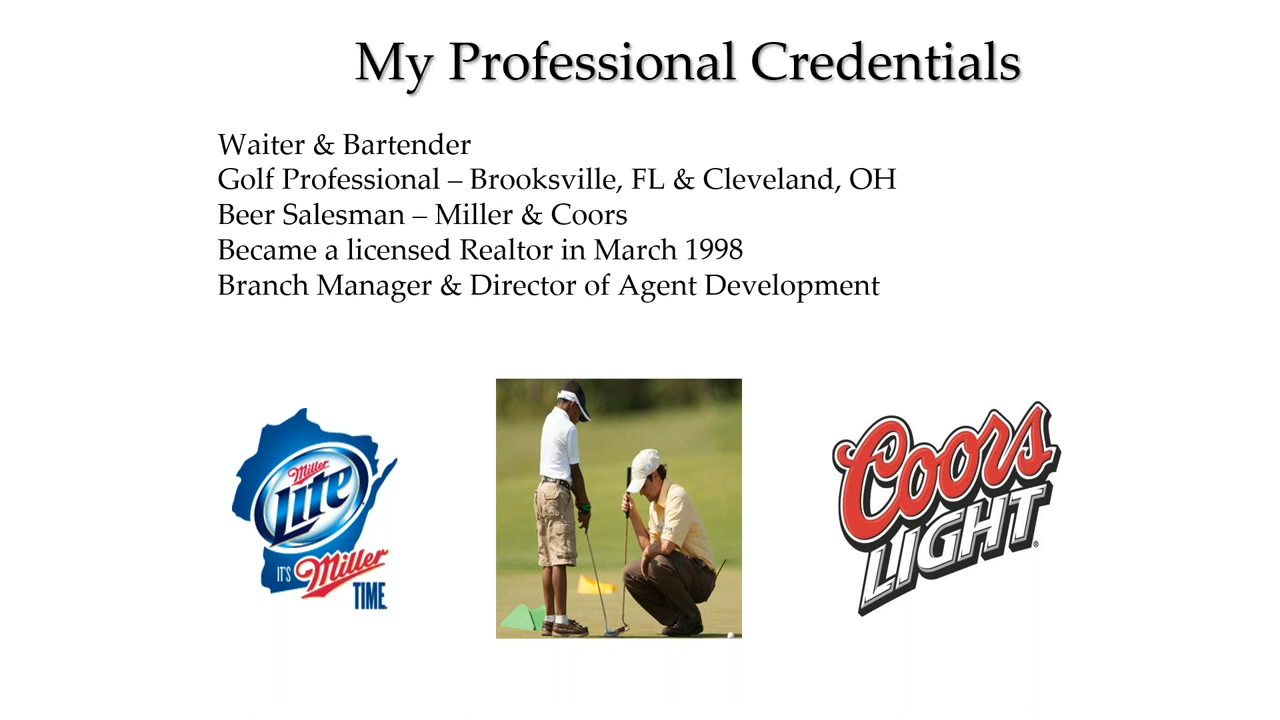 My Professional Credentials
Waiter & Bartender
Golf Professional – Brooksville, FL & Cleveland, OH
Beer Salesman – Miller & Coors
Became a licensed Realtor in March 1998
Branch Manager & Director of Agent Development
Miller
Lite
IT'S Miller
TIME
Coors
LIGHT®